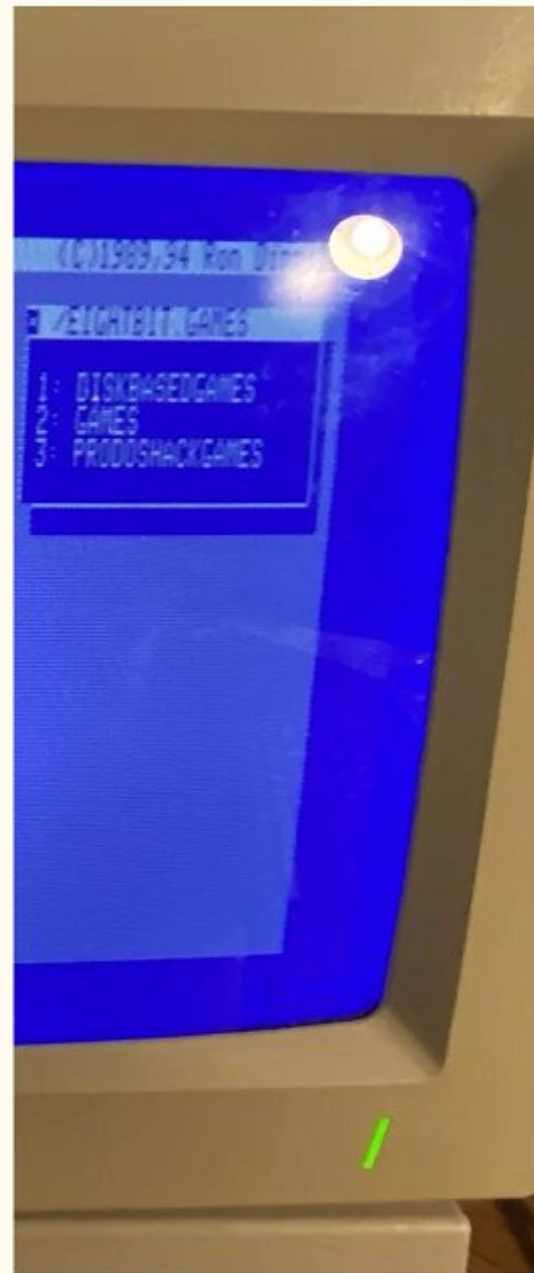 (C)1989/94 Ron
/EIGHTBIT.GAMES
1: DISKBASEDGAMES
2: GAMES
3: PRODOSHACKGAMES